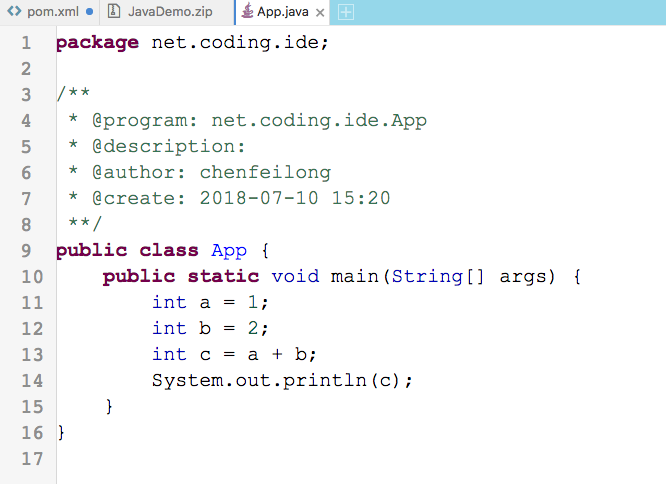 pom.xml JavaDemo.zip App.java
1 package net.coding.ide;
2
3 /**
4  * @program: net.coding.ide.App
5  * @description:
6  * @author: chenfeilong
7  * @create: 2018-07-10 15:20
8  **/
9 public class App {
10     public static void main(String[] args) {
11         int a = 1;
12         int b = 2;
13         int c = a + b;
14         System.out.println(c);
15     }
16 }
17